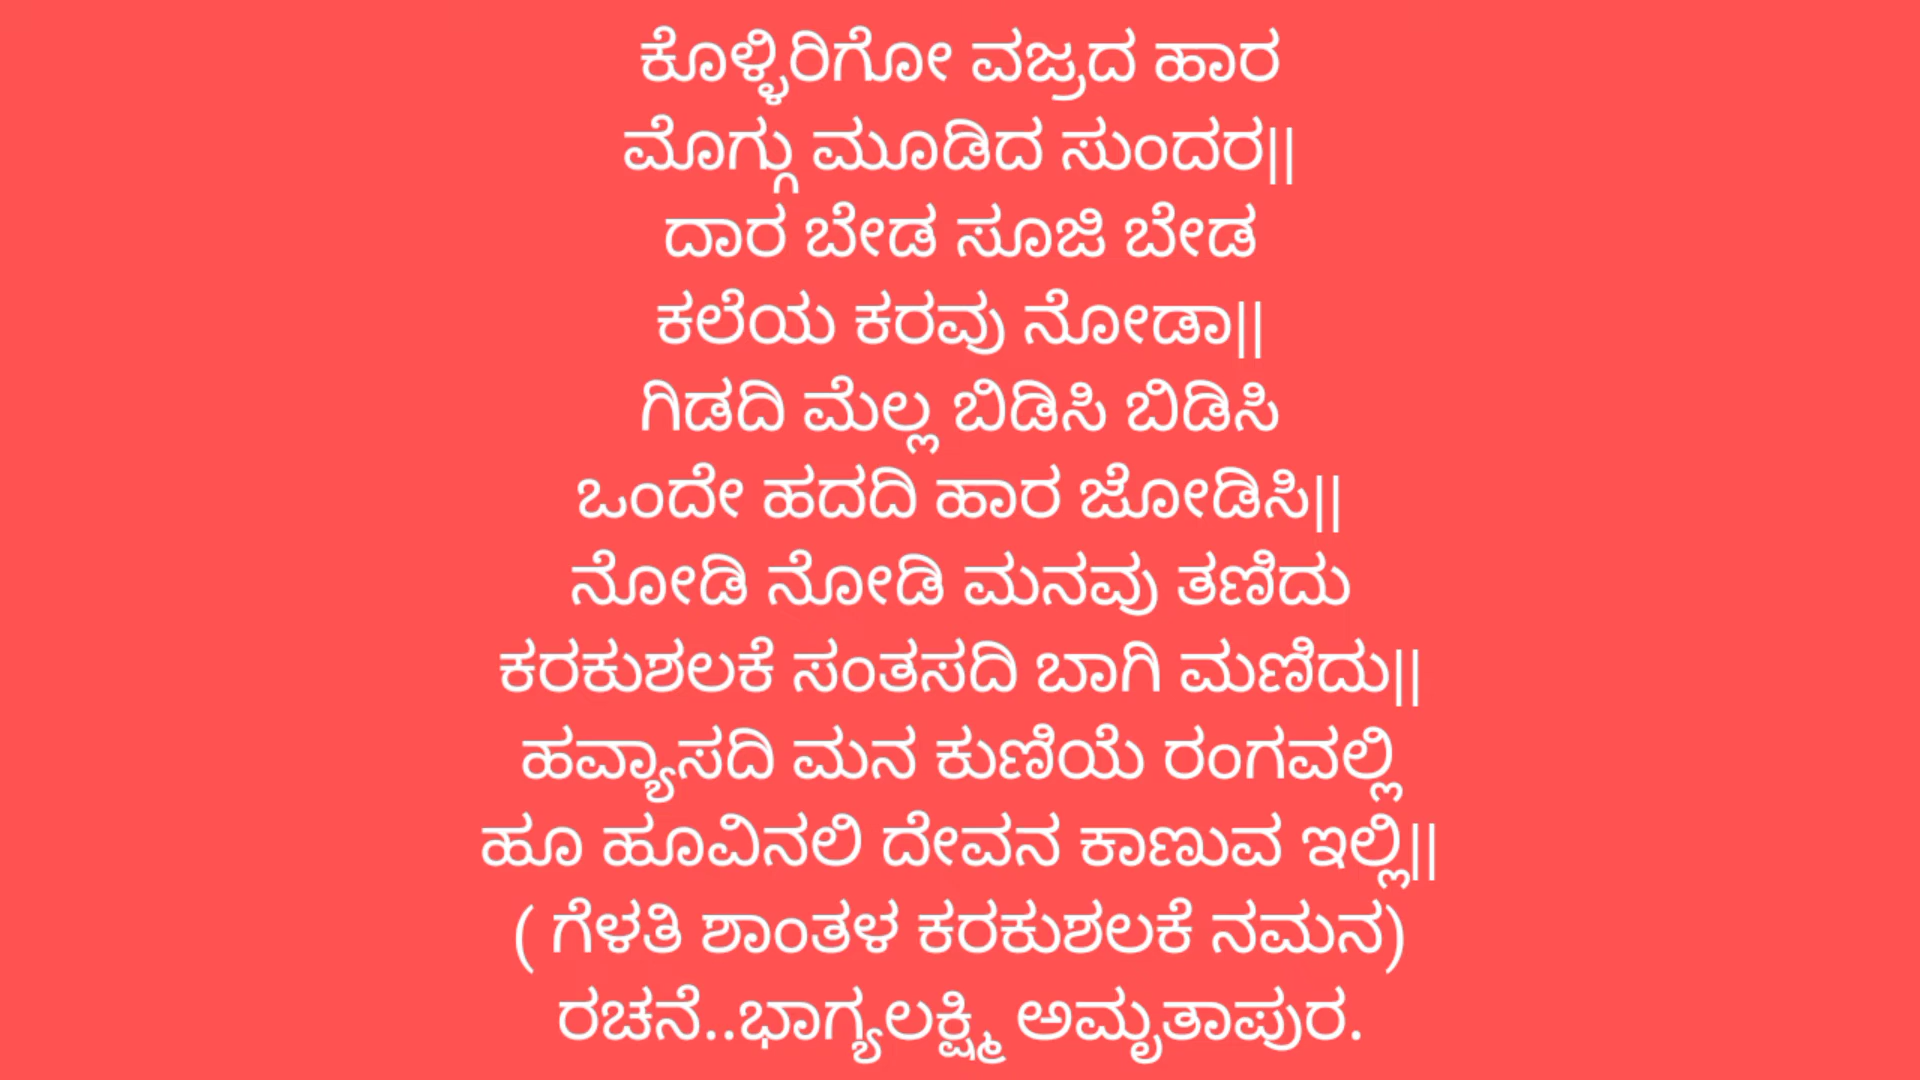 ಕೊಳ್ಳಿರಿಗೋ ವಜ್ರದ ಹಾರ
ಮೊಗ್ಗು ಮೂಡಿದ ಸುಂದರ||
ದಾರ ಬೇಡ ಸೂಜಿ ಬೇಡ
ಕಲೆಯ ಕರವು ನೋಡಾ||
ಗಿಡದಿ ಮೆಲ್ಲ ಬಿಡಿಸಿ ಬಿಡಿಸಿ
ಒಂದೇ ಹದದಿ ಹಾರ ಜೋಡಿಸಿ||
ನೋಡಿ ನೋಡಿ ಮನವು ತಣಿದು
ಕರಕುಶಲಕೆ ಸಂತಸದಿ ಬಾಗಿ ಮಣಿದು||
ಹವ್ಯಾಸದಿ ಮನ ಕುಣಿಯೆ ರಂಗವಲ್ಲಿ
ಹೂ ಹೂವಿನಲಿ ದೇವನ ಕಾಣುವ ಇಲ್ಲಿ||
( ಗೆಳತಿ ಶಾಂತಳ ಕರಕುಶಲಕೆ ನಮನ)
ರಚನೆ..ಭಾಗ್ಯಲಕ್ಷ್ಮಿ ಅಮೃತಾಪುರ.